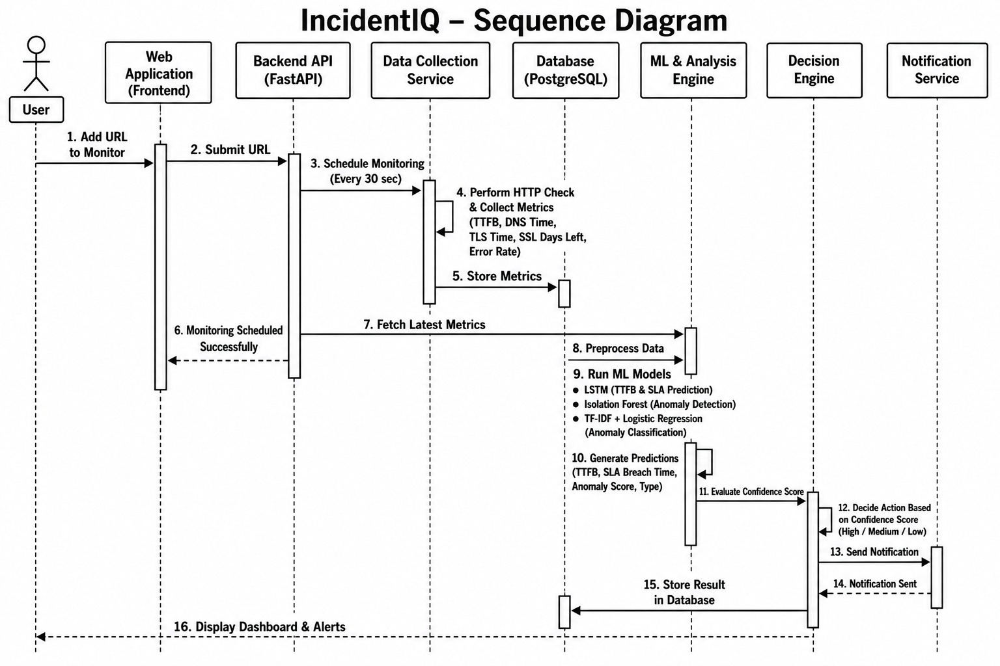 IncidentIQ – Sequence Diagram
User
Web
Application
(Frontend)
Backend API
(FastAPI)
Data Collection
Service
Database
(PostgreSQL)
ML & Analysis
Engine
Decision
Engine
Notification
Service
1. Add URL
to Monitor
2. Submit URL
3. Schedule Monitoring
(Every 30 sec)
4. Perform HTTP Check
& Collect Metrics
(TTFB, DNS Time,
TLS Time, SSL Days Left,
Error Rate)
5. Store Metrics
6. Monitoring Scheduled
Successfully
7. Fetch Latest Metrics
8. Preprocess Data
9. Run ML Models
● LSTM (TTFB & SLA Prediction)
● Isolation Forest (Anomaly Detection)
● TF-IDF + Logistic Regression
(Anomaly Classification)
10. Generate Predictions
(TTFB, SLA Breach Time,
Anomaly Score, Type)
11. Evaluate Confidence Score
12. Decide Action Based
on Confidence Score
(High / Medium / Low)
13. Send Notification
14. Notification Sent
15. Store Result
in Database
16. Display Dashboard & Alerts